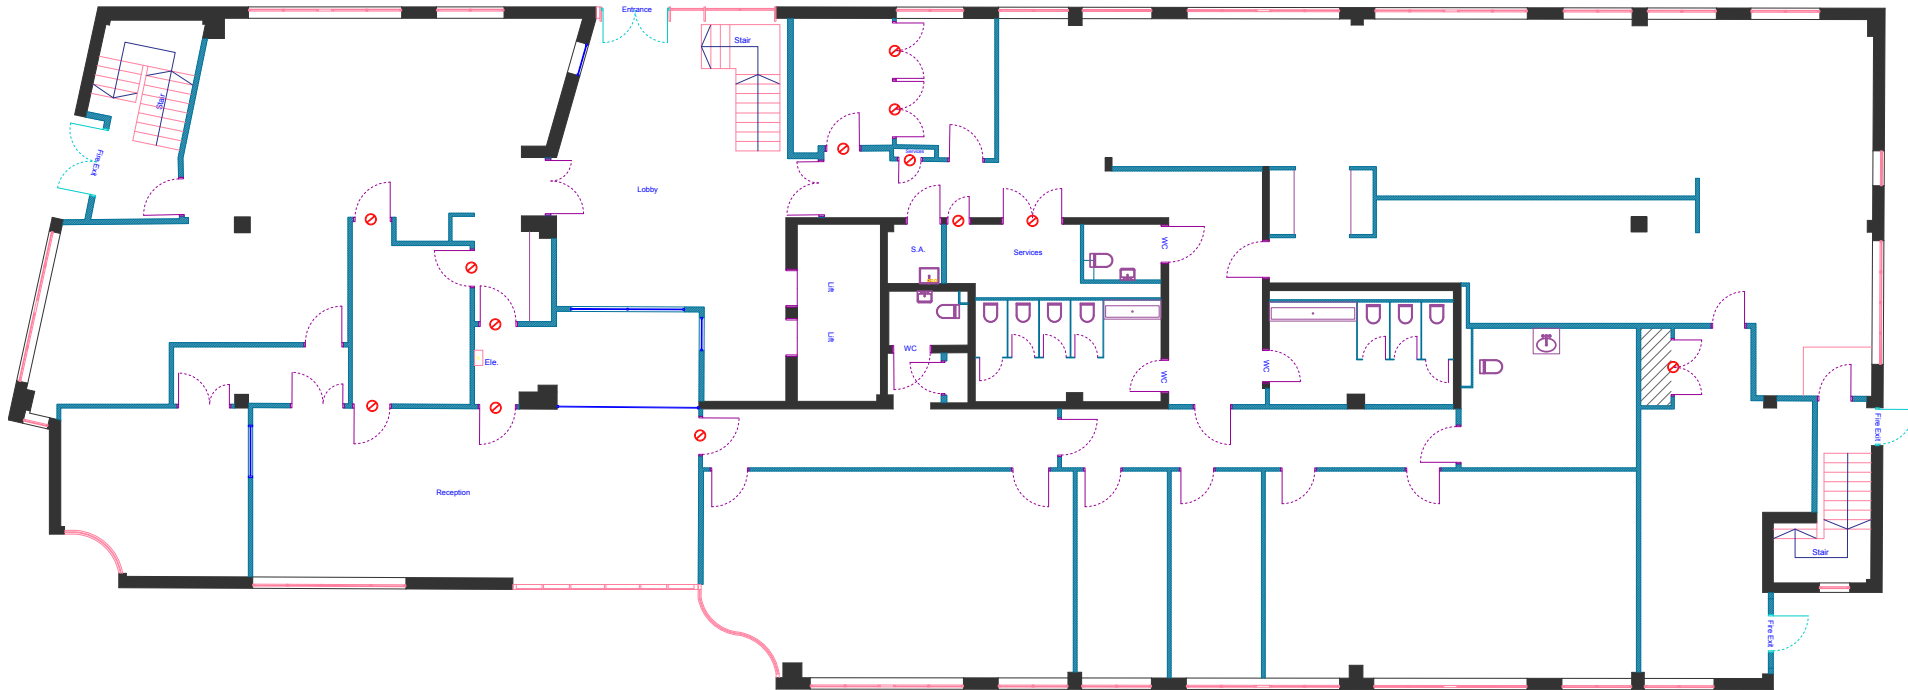 Entrance
Stair
Stair
Services
Fire Exit
Lobby
WC
S.A.
Services
Lift
Lift
WC
Ele.
WC
WC
Fire Exit
Reception
Stair
Fire Exit